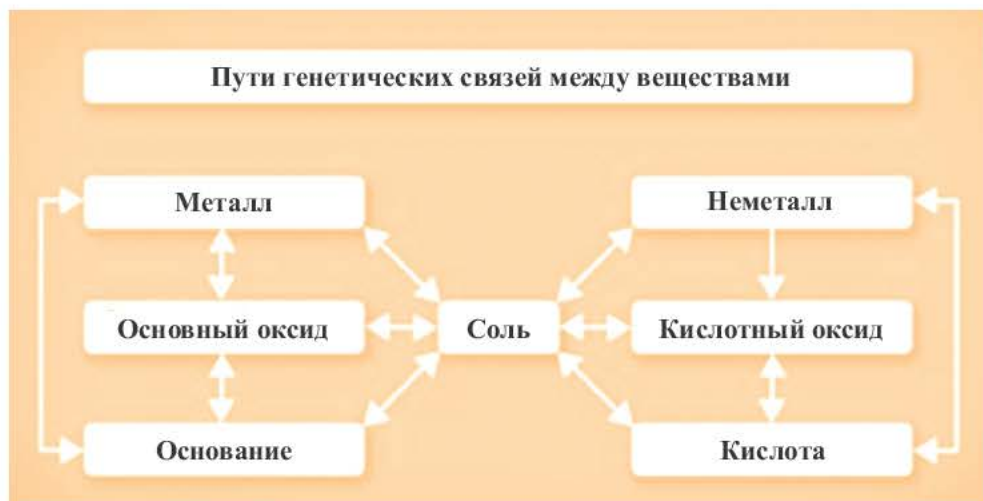 Пути генетических связей между веществами
Металл
Неметалл
Основный оксид
Соль
Кислотный оксид
Основание
Кислота